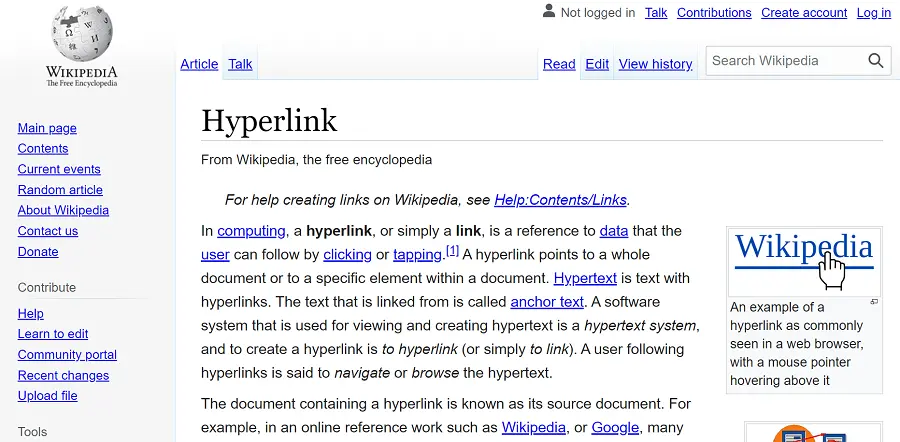 Not logged in Talk Contributions Create account Log in
WIKIPEDIA
The Free Encyclopedia
Article Talk
Read Edit View history
Search Wikipedia
Main page
Contents
Current events
Random article
About Wikipedia
Contact us
Donate
Contribute
Help
Learn to edit
Community portal
Recent changes
Upload file
Tools
Hyperlink
From Wikipedia, the free encyclopedia
For help creating links on Wikipedia, see Help:Contents/Links.
In computing, a hyperlink, or simply a link, is a reference to data that the
user can follow by clicking or tapping.[1] A hyperlink points to a whole
document or to a specific element within a document. Hypertext is text with
hyperlinks. The text that is linked from is called anchor text. A software
system that is used for viewing and creating hypertext is a hypertext system,
and to create a hyperlink is to hyperlink (or simply to link). A user following
hyperlinks is said to navigate or browse the hypertext.
The document containing a hyperlink is known as its source document. For
example, in an online reference work such as Wikipedia, or Google, many
Wikipedia
An example of a
hyperlink as commonly
seen in a web browser,
with a mouse pointer
hovering above it